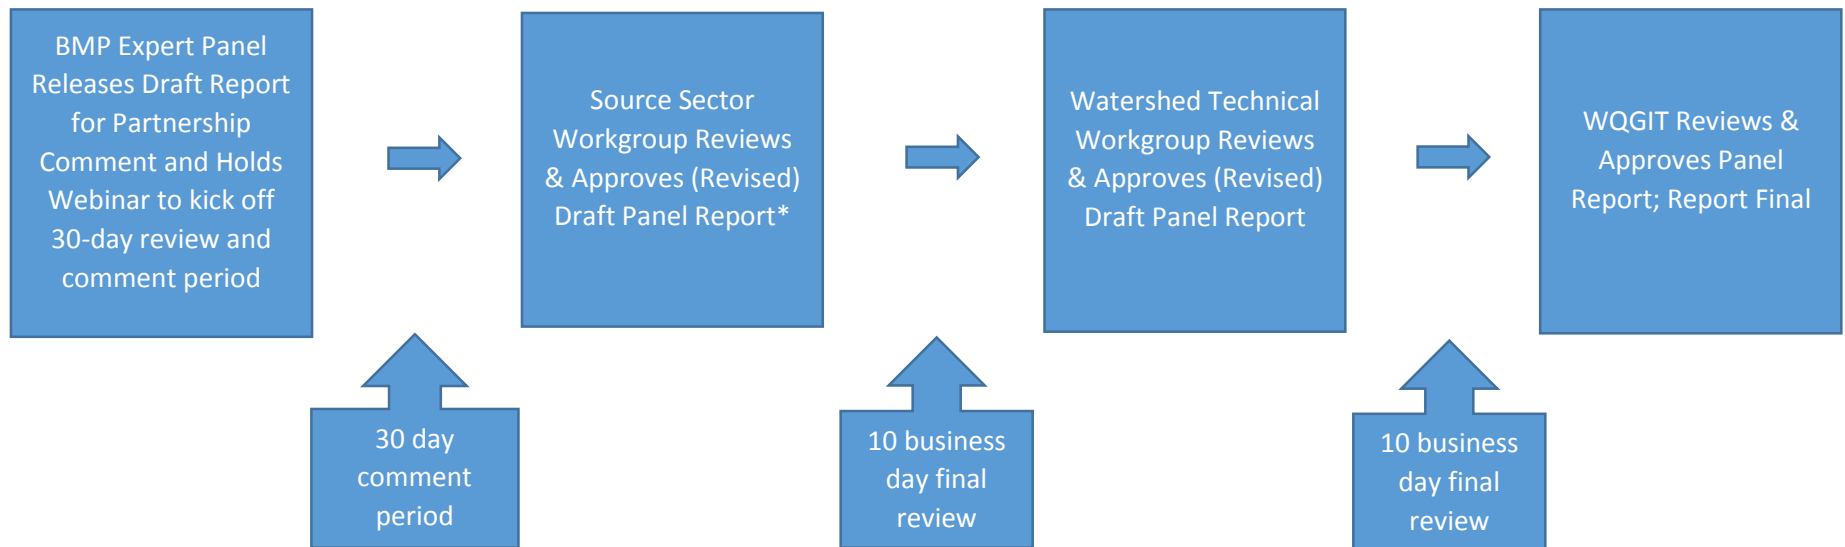 BMP Expert Panel
Releases Draft Report
for Partnership
Comment and Holds
Webinar to kick off
30-day review and
comment period
Source Sector
Workgroup Reviews
& Approves (Revised)
Draft Panel Report*
Watershed Technical
Workgroup Reviews
& Approves (Revised)
Draft Panel Report
WQGIT Reviews &
Approves Panel
Report; Report Final
30 day
comment
period
10 business
day final
review
10 business
day final
review